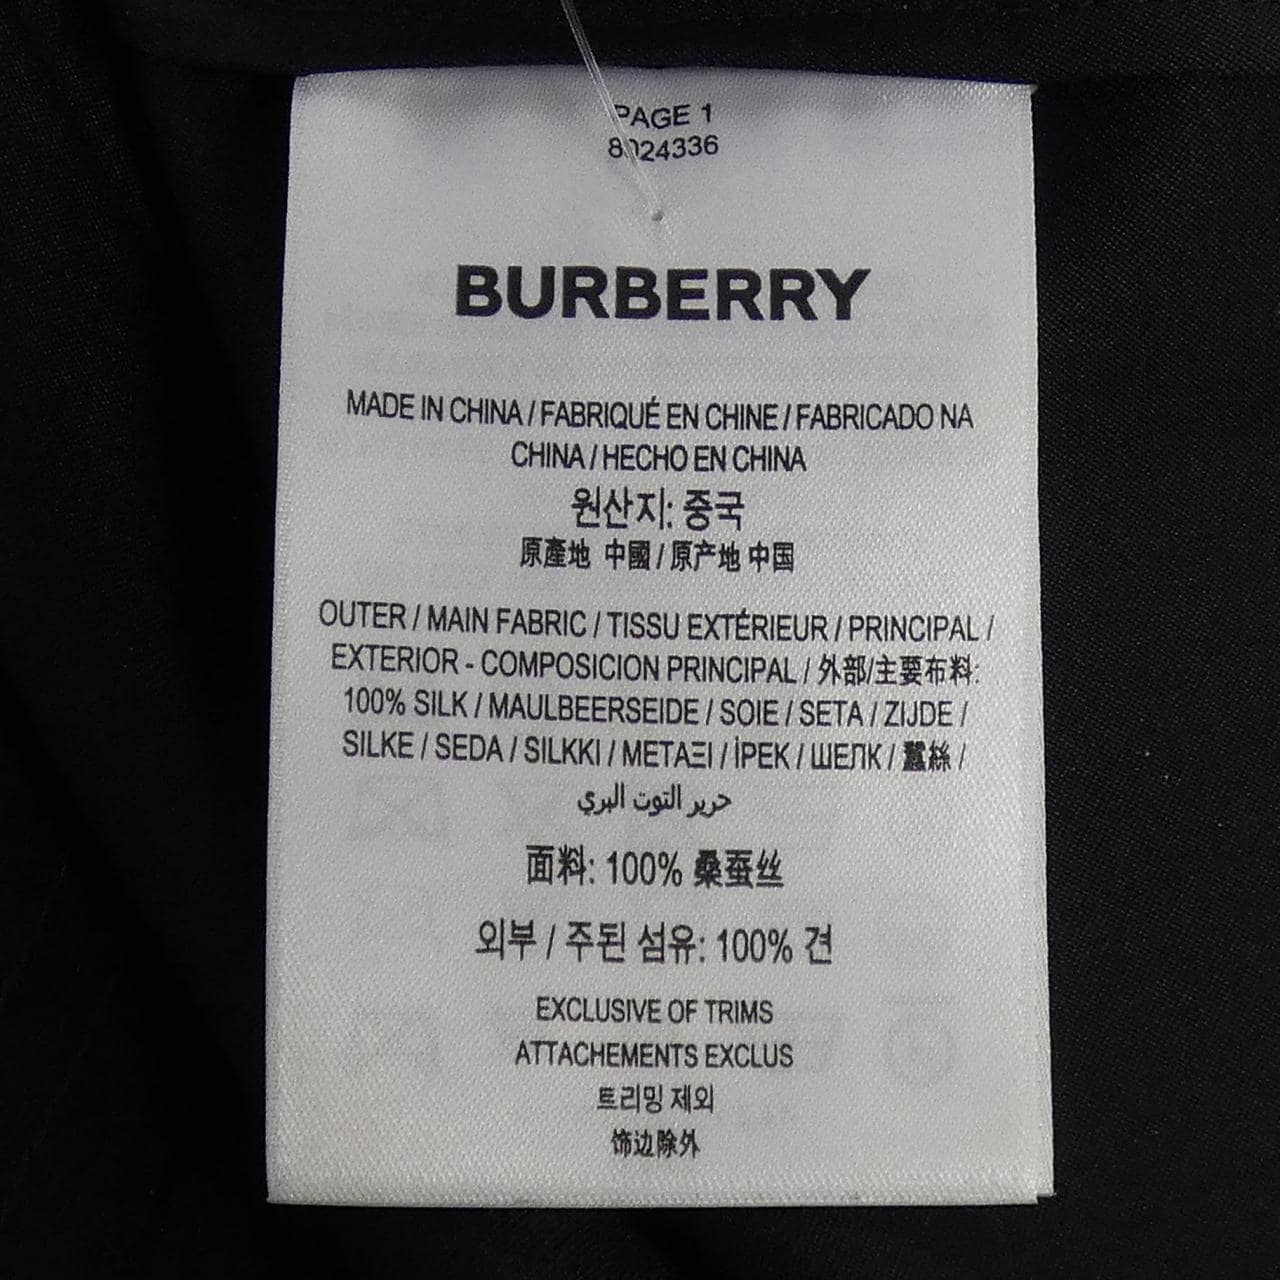 PAGE 1
8024336
BURBERRY
MADE IN CHINA / FABRIQUÉ EN CHINE / FABRICADO NA
CHINA / HECHO EN CHINA
원산지: 중국
原產地 中國 / 原产地 中国
OUTER / MAIN FABRIC / TISSU EXTÉRIEUR / PRINCIPAL /
EXTERIOR - COMPOSICION PRINCIPAL / 外部/主要布料:
100% SILK / MAULBEERSEIDE / SOIE / SETA / ZIJDE /
SILKE / SEDA / SILKKI / ΜΕΤΑΞΙ / İPEK / ШЕЛК / 蠶絲 /
حرير التوت البري
面料: 100% 桑蚕丝
외부 / 주된 섬유: 100% 견
EXCLUSIVE OF TRIMS
ATTACHEMENTS EXCLUS
트리밍 제외
饰边除外